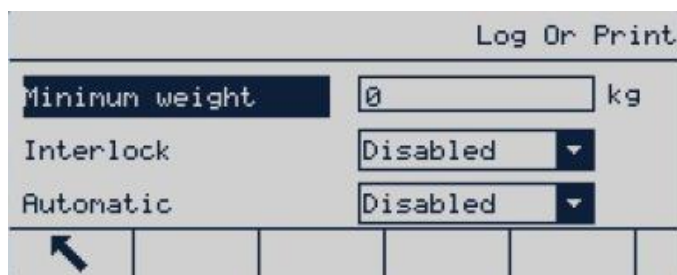 Log Or Print
Minimum weight 0 kg
Interlock Disabled
Automatic Disabled